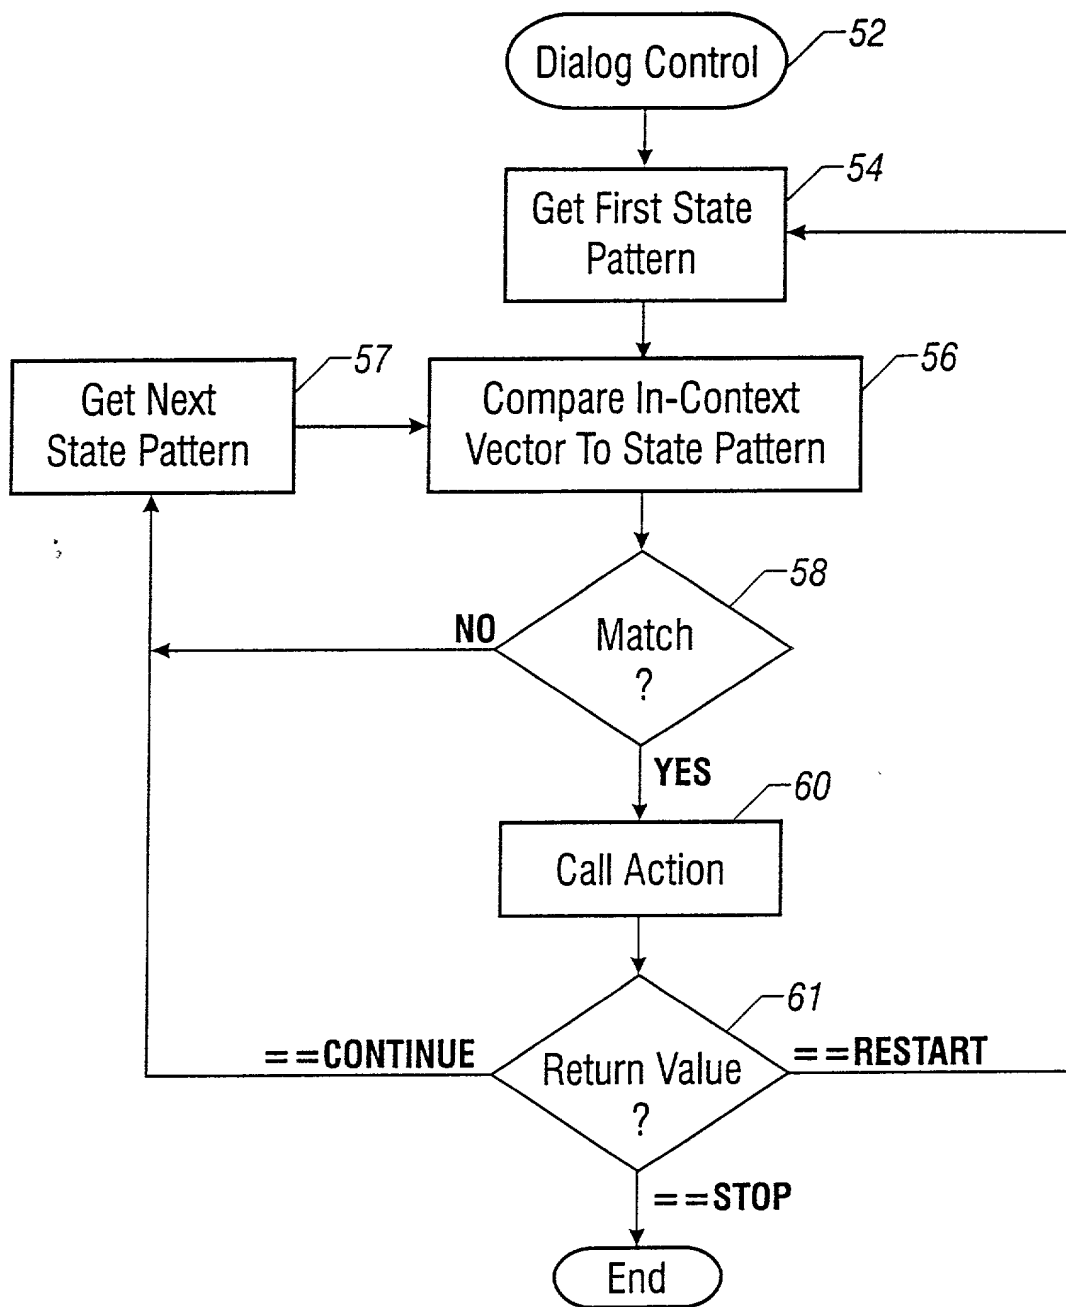 Dialog Control
52
Get First State
Pattern
54
Get Next
State Pattern
57
Compare In-Context
Vector To State Pattern
56
Match
?
58
NO
YES
Call Action
60
Return Value
?
61
==CONTINUE
==RESTART
==STOP
End